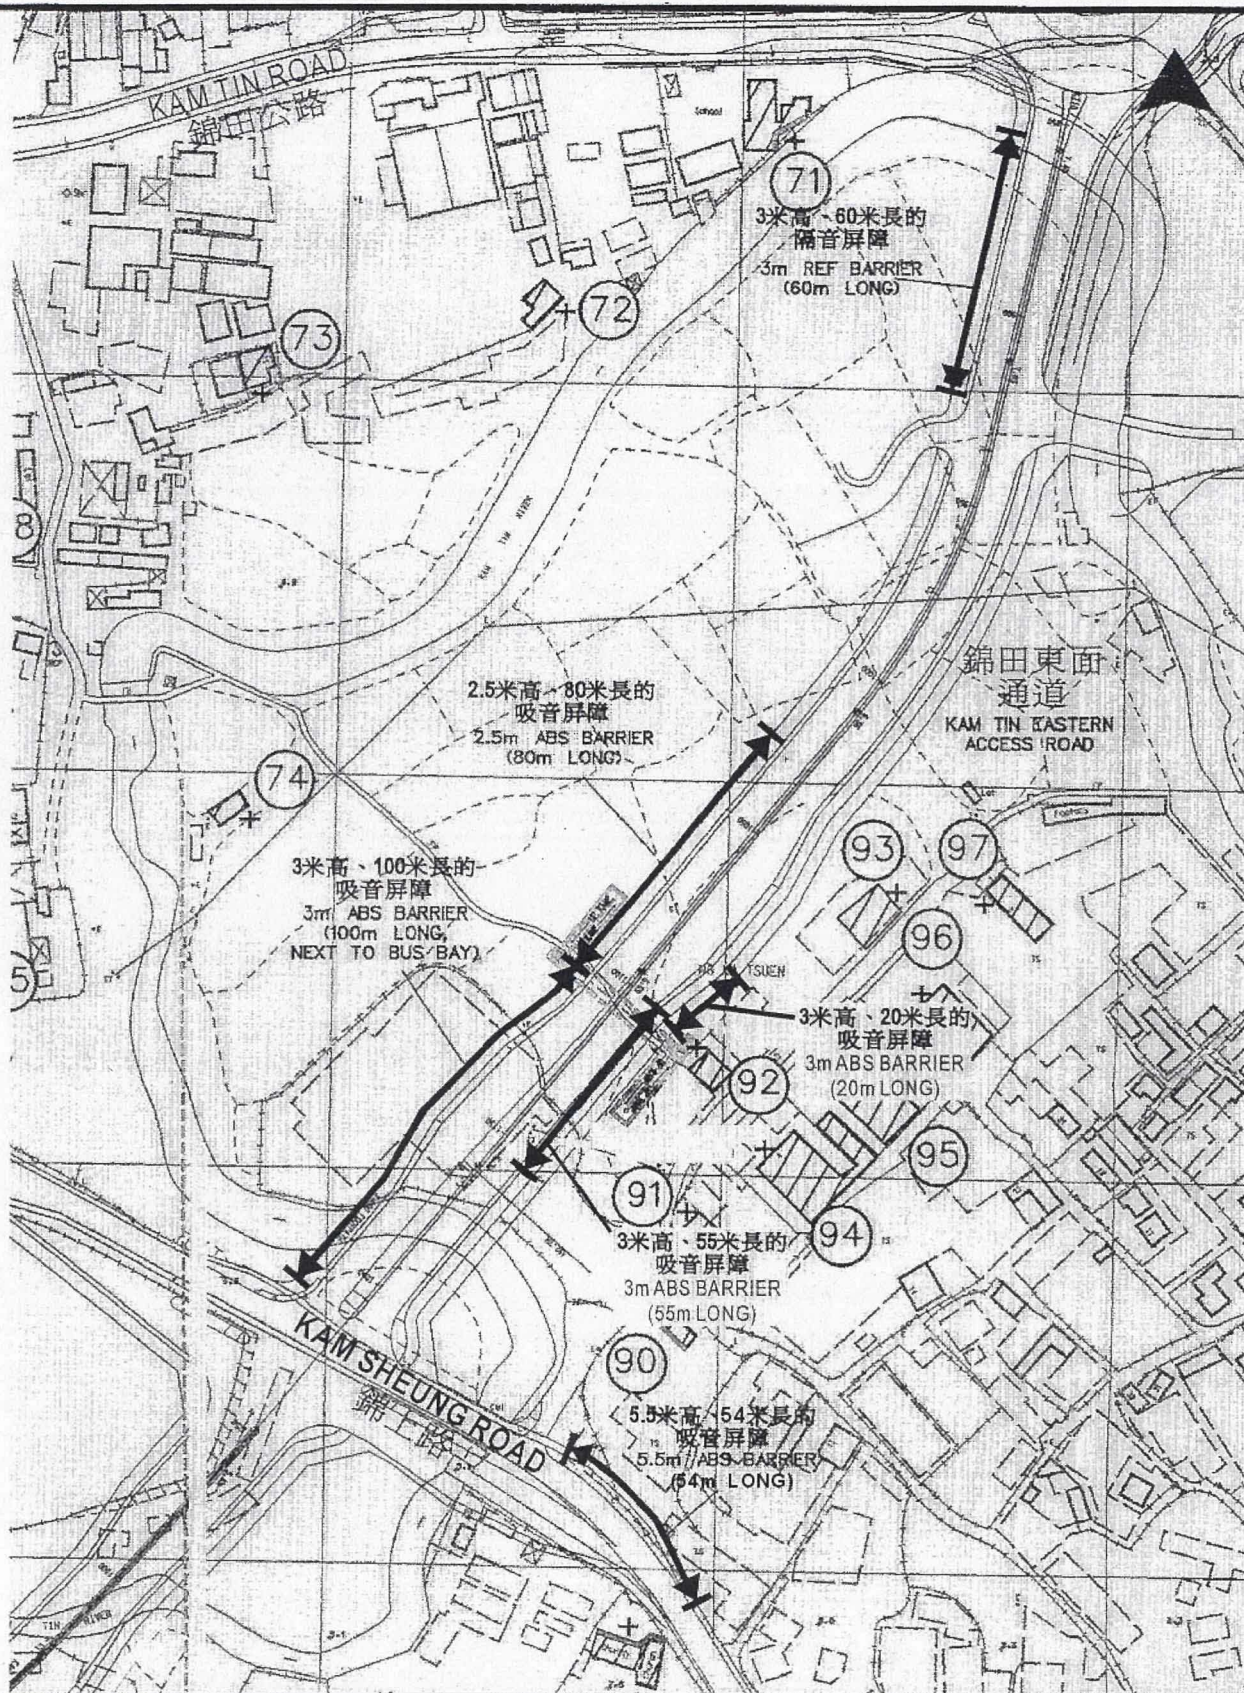 KAM TIN ROAD
錦田公路
School
71
3米高、60米長的
隔音屏障
3m REF BARRIER
(60m LONG)
72
73
8
KAM TIN RIVER
錦田東面
通道
KAM TIN EASTERN
ACCESS ROAD
2.5米高、80米長的
吸音屏障
2.5m ABS BARRIER
(80m LONG)
74
93
97
3米高、100米長的
吸音屏障
3m ABS BARRIER
(100m LONG,
NEXT TO BUS BAY)
96
5
TSUEN
3米高、20米長的
吸音屏障
3m ABS BARRIER
(20m LONG)
92
95
91
94
3米高、55米長的
吸音屏障
3m ABS BARRIER
(55m LONG)
KAM SHEUNG ROAD
錦上路
90
5.5米高、54米長的
吸音屏障
5.5m ABS BARRIER
(54m LONG)
TIN RIVER